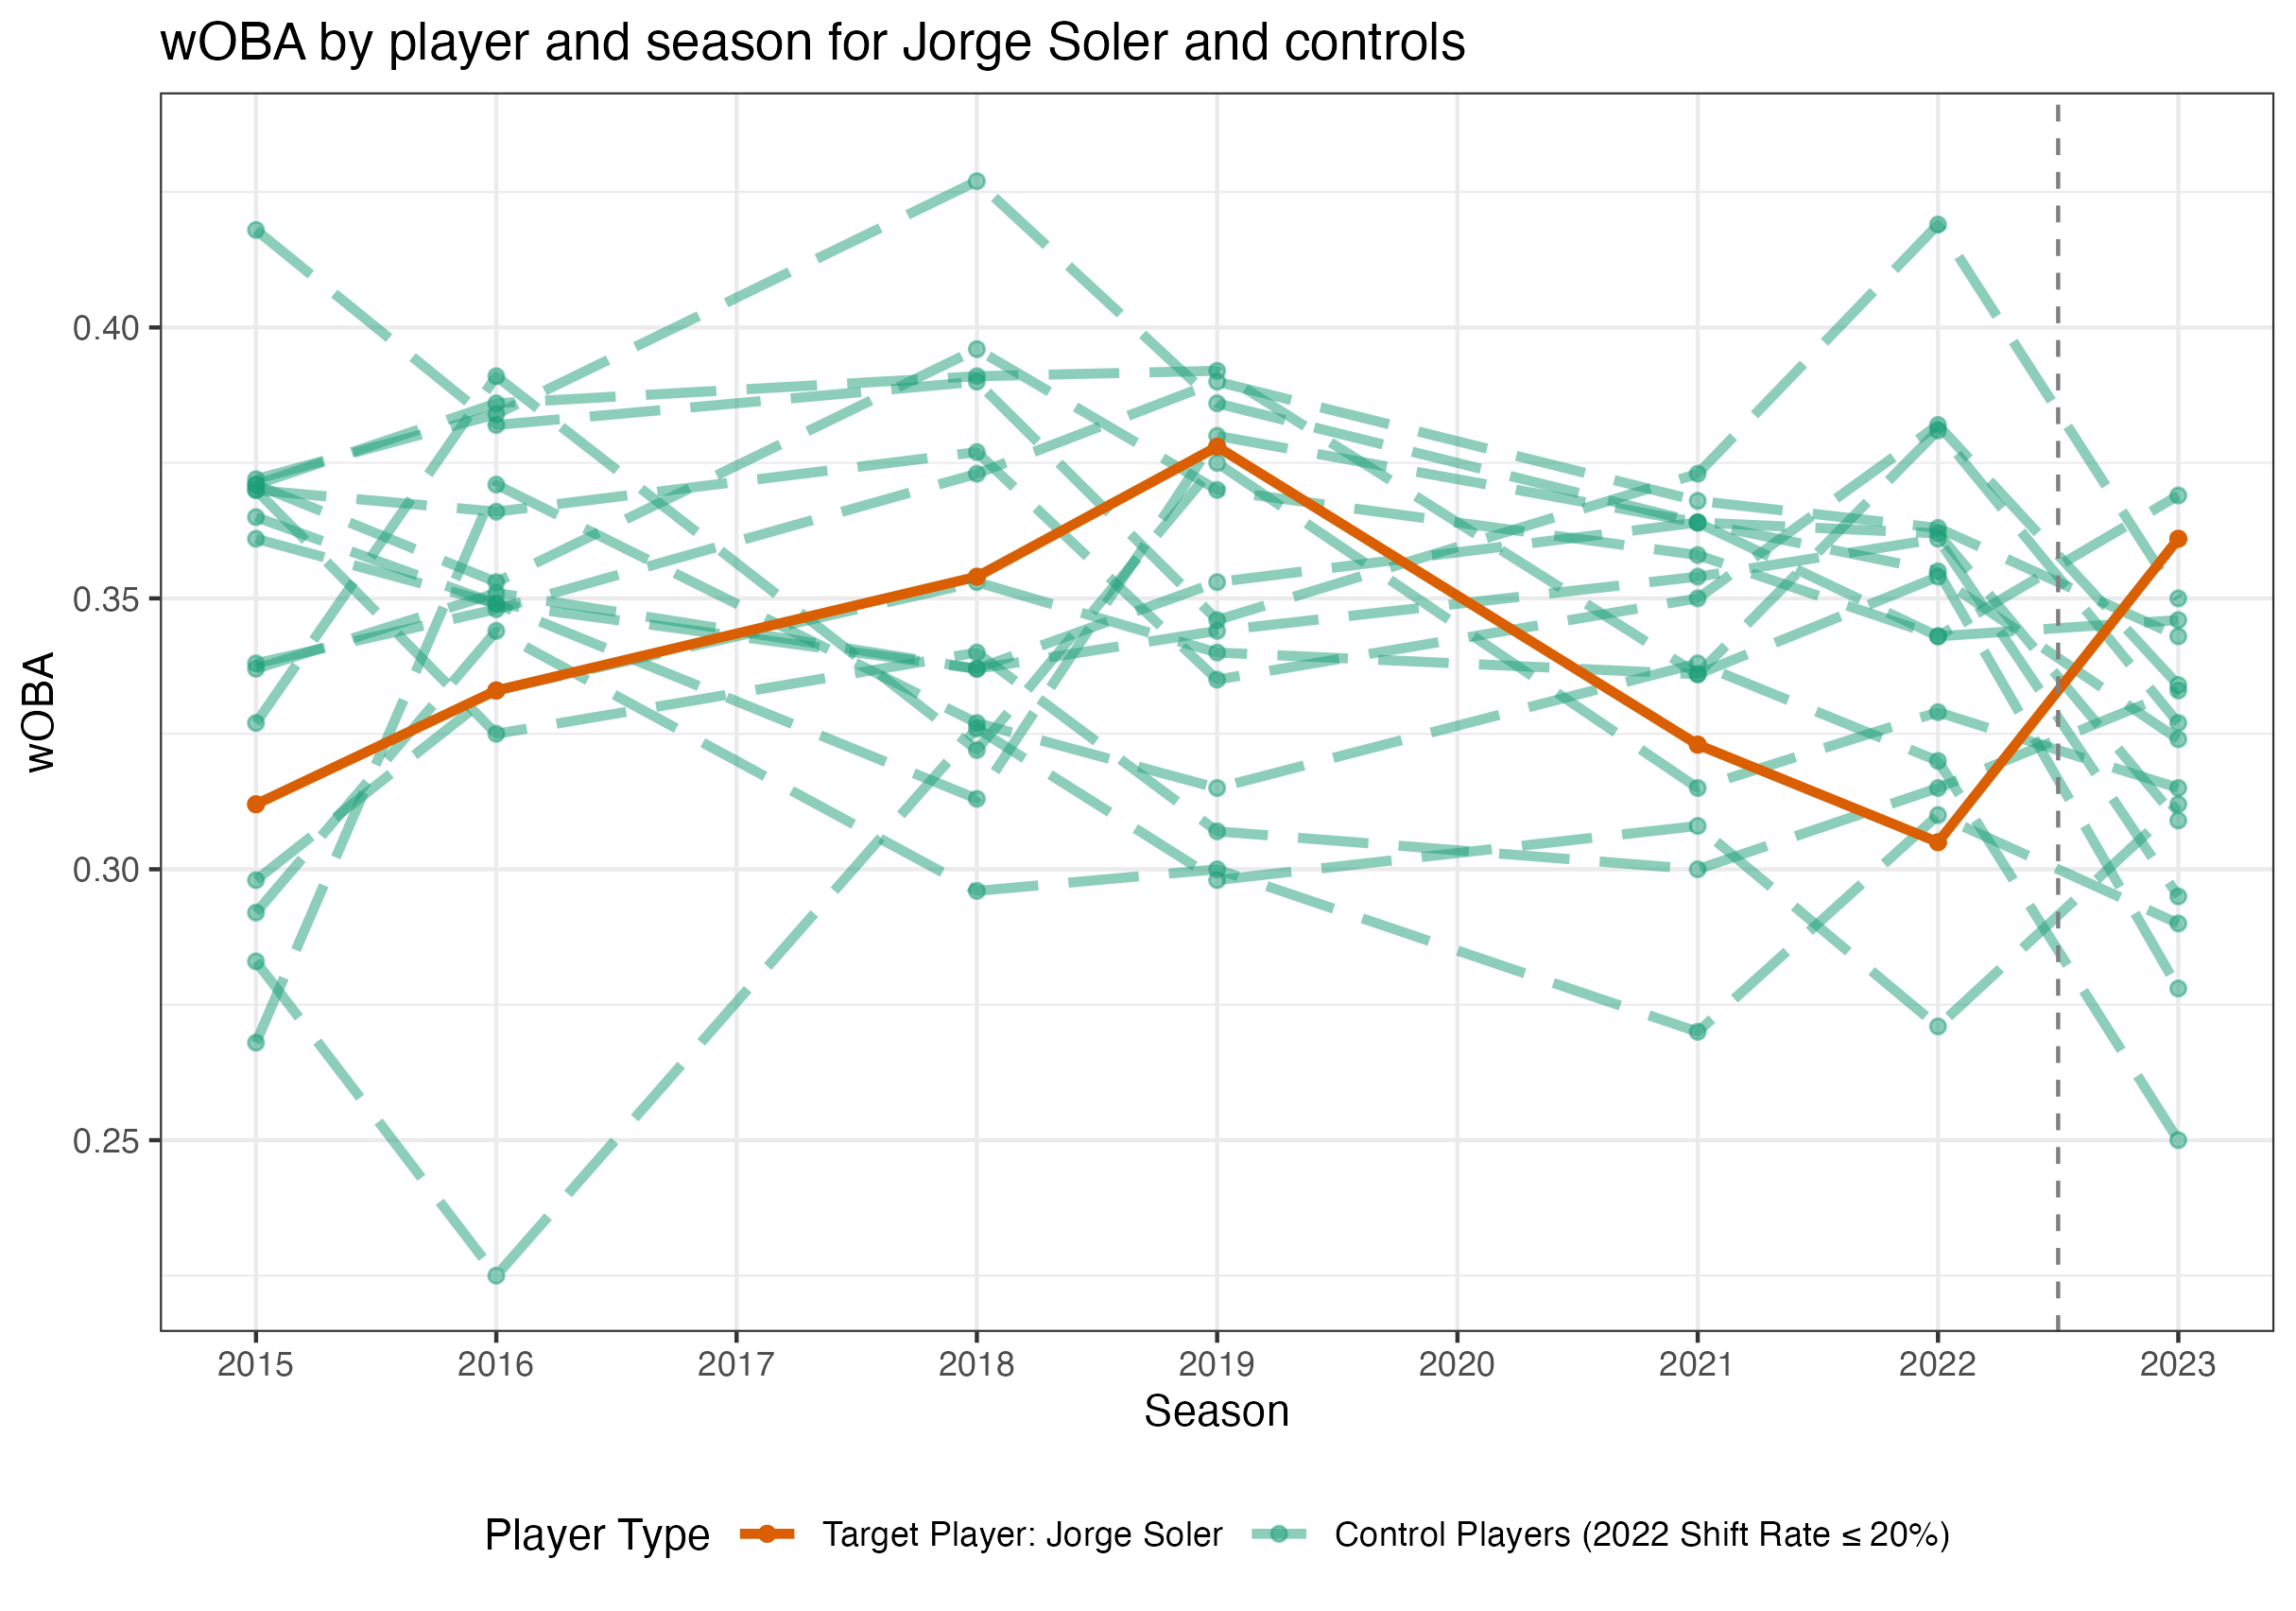 wOBA by player and season for Jorge Soler and controls
wOBA
0.40
0.35
0.30
0.25
2015 2016 2017 2018 2019 2020 2021 2022 2023
Season
Player Type Target Player: Jorge Soler Control Players (2022 Shift Rate ≤ 20%)